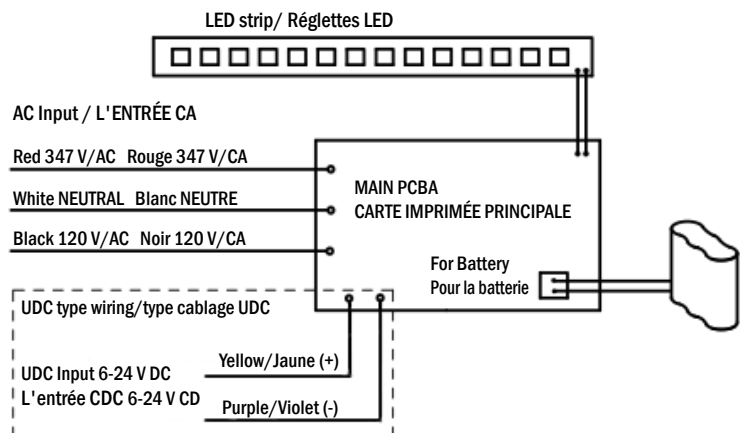 LED strip/ Réglettes LED
AC Input / L'ENTRÉE CA
Red 347 V/AC Rouge 347 V/CA
White NEUTRAL Blanc NEUTRE
Black 120 V/AC Noir 120 V/CA
MAIN PCBA
CARTE IMPRIMÉE PRINCIPALE
For Battery
Pour la batterie
UDC type wiring/type cablage UDC
UDC Input 6-24 V DC
L'entrée CDC 6-24 V CD
Yellow/Jaune (+)
Purple/Violet (-)